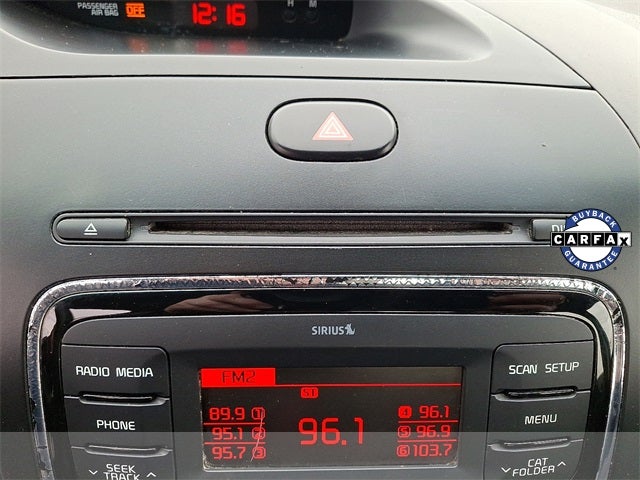 PASSENGER
AIR BAG OFF
12:16
H M
BUYBACK
CARFAX
GUARANTEE
SIRIUS
RADIO MEDIA
PHONE
SEEK
TRACK
FM2
ST
89.9 1
95.1 2
95.7 3
96.1
4 96.1
5 96.9
6 103.7
SCAN SETUP
MENU
CAT
FOLDER